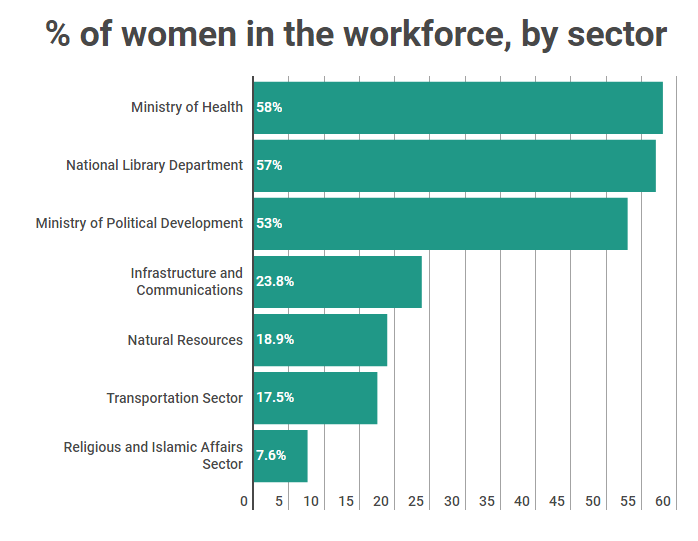 % of women in the workforce, by sector
Ministry of Health
58%
National Library Department
57%
Ministry of Political Development
53%
Infrastructure and
Communications
23.8%
Natural Resources
18.9%
Transportation Sector
17.5%
Religious and Islamic Affairs
Sector
7.6%
0 5 10 15 20 25 30 35 40 45 50 55 60